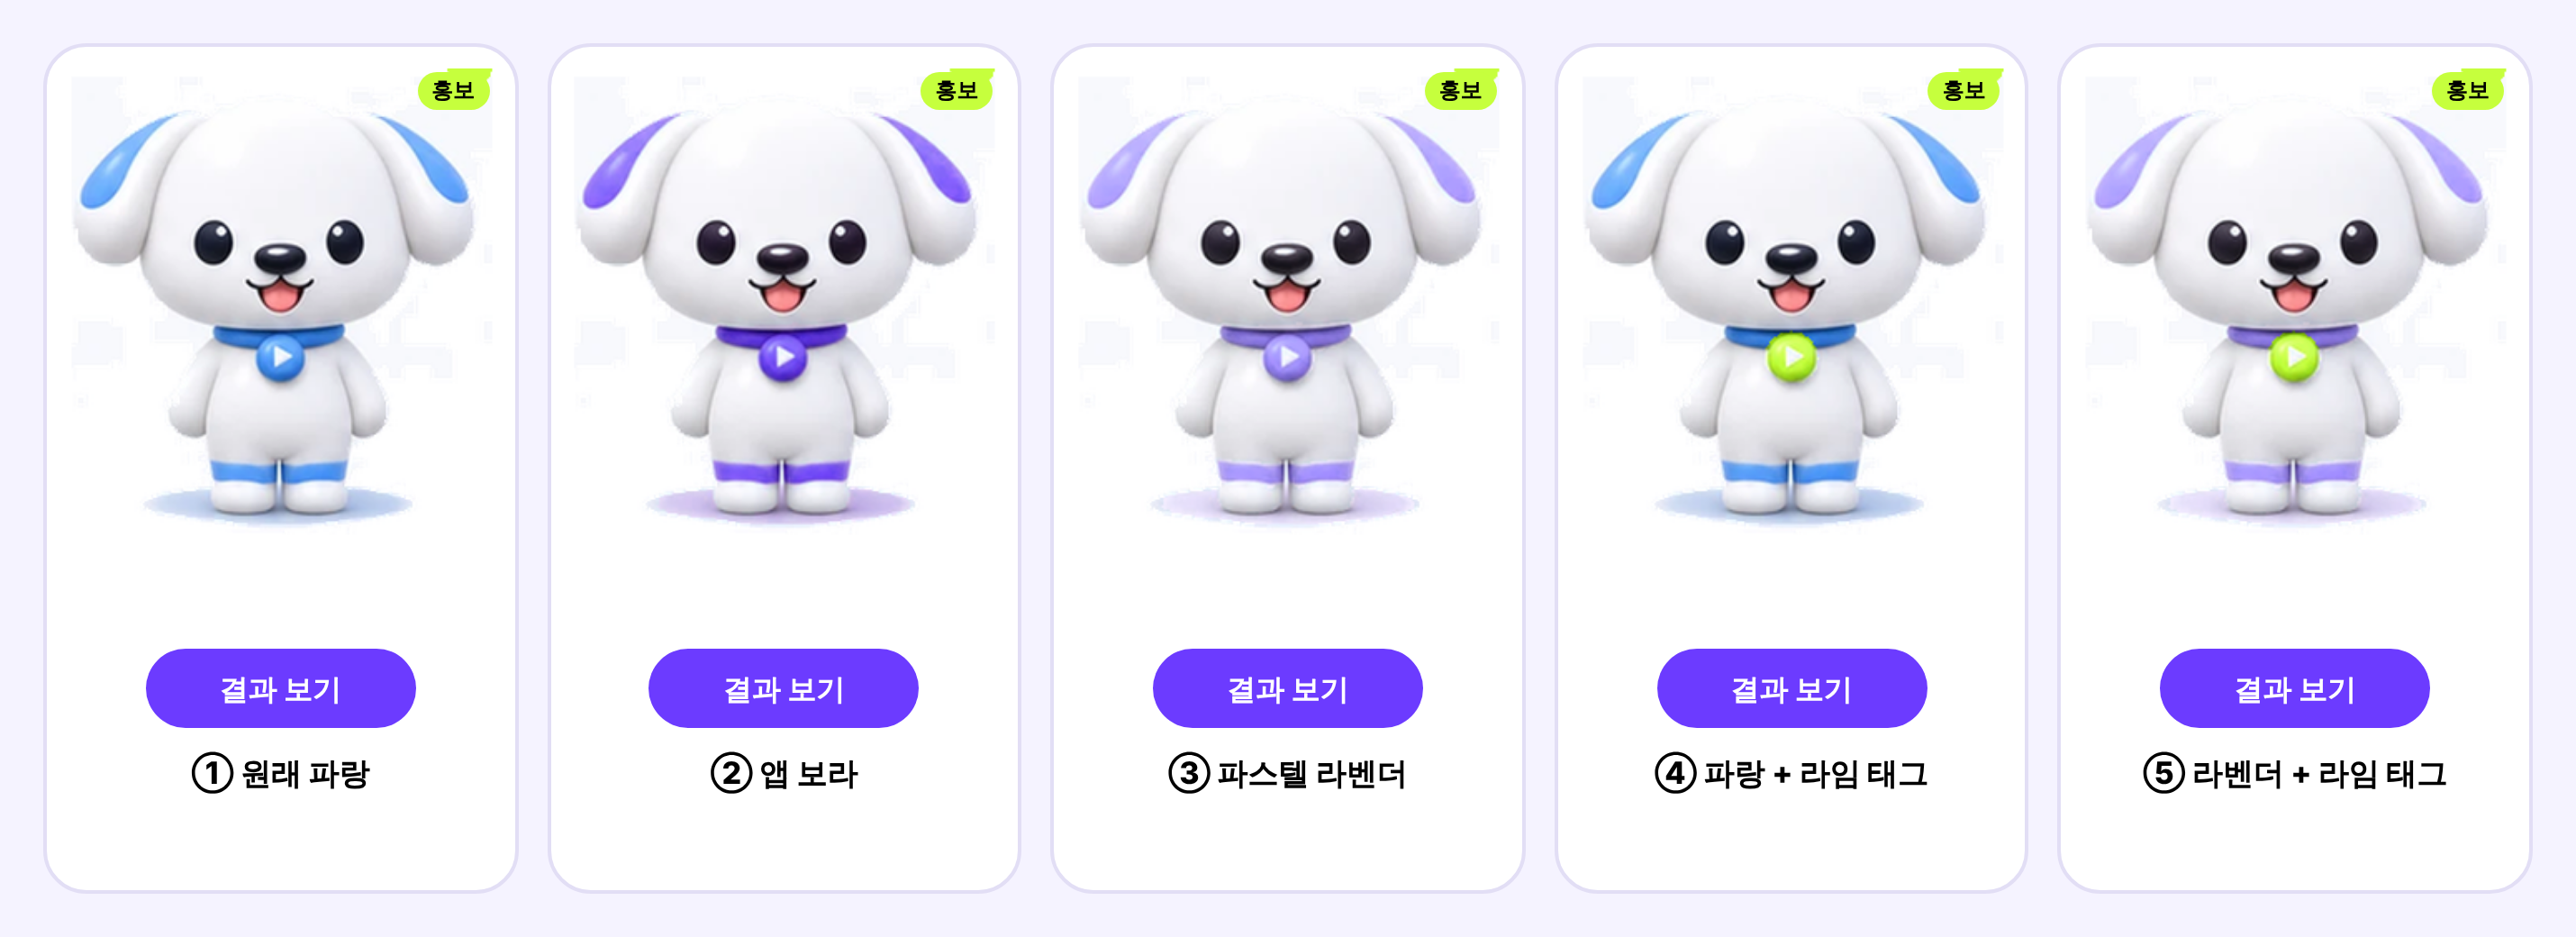 홍보
결과 보기
① 원래 파랑
홍보
결과 보기
② 앱 보라
홍보
결과 보기
③ 파스텔 라벤더
홍보
결과 보기
④ 파랑 + 라임 태그
홍보
결과 보기
⑤ 라벤더 + 라임 태그